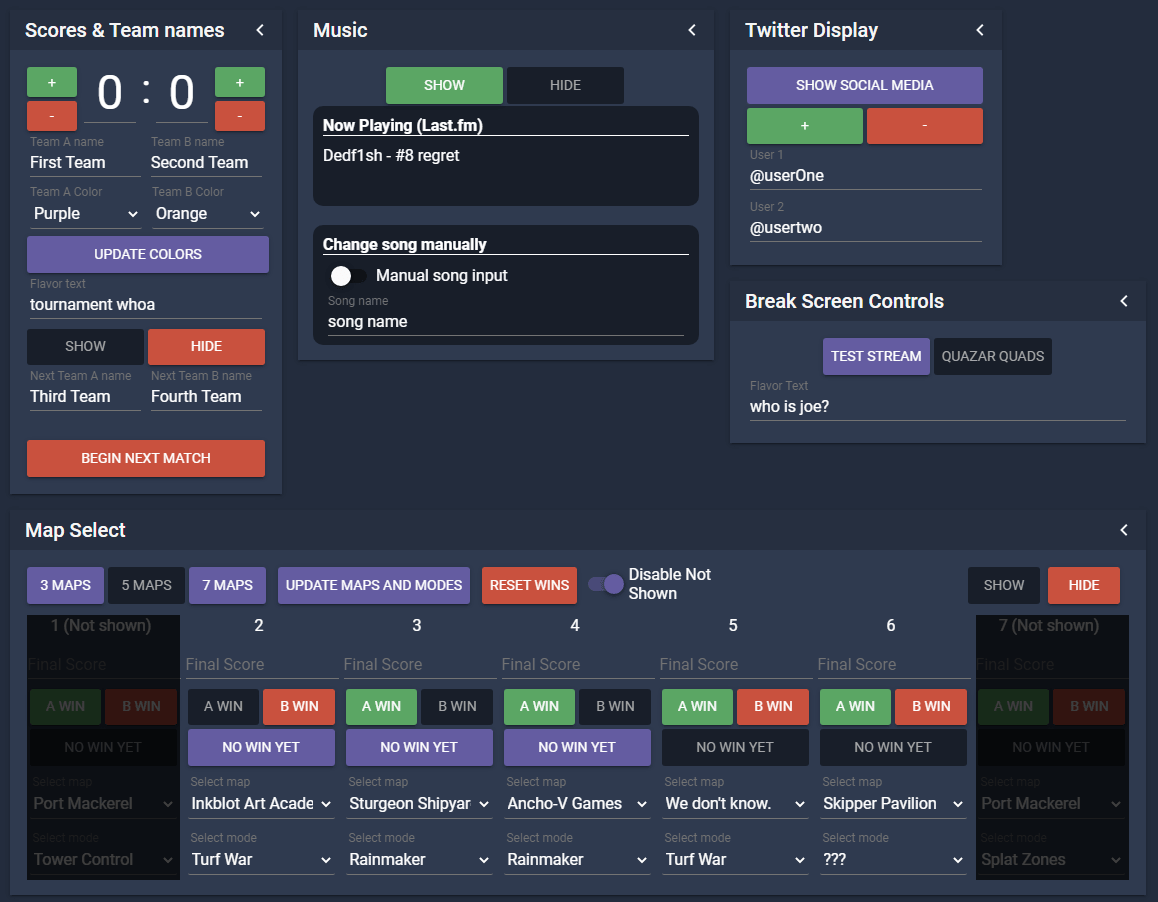 Scores & Team names
+
-
0 : 0
+
-
Team A name
Team B name
First Team
Second Team
Team A Color
Team B Color
Purple
Orange
UPDATE COLORS
Flavor text
tournament whoa
SHOW
HIDE
Next Team A name
Next Team B name
Third Team
Fourth Team
BEGIN NEXT MATCH
Music
SHOW
HIDE
Now Playing (Last.fm)
Dedf1sh - #8 regret
Change song manually
Manual song input
Song name
song name
Twitter Display
SHOW SOCIAL MEDIA
+
-
User 1
@userOne
User 2
@usertwo
Break Screen Controls
TEST STREAM
QUAZAR QUADS
Flavor Text
who is joe?
Map Select
3 MAPS
5 MAPS
7 MAPS
UPDATE MAPS AND MODES
RESET WINS
Disable Not
Shown
SHOW
HIDE
1 (Not shown)
Final Score
A WIN
B WIN
NO WIN YET
Select map
Port Mackerel
Select mode
Tower Control
2
Final Score
A WIN
B WIN
NO WIN YET
Select map
Inkblot Art Acade
Select mode
Turf War
3
Final Score
A WIN
B WIN
NO WIN YET
Select map
Sturgeon Shipyar
Select mode
Rainmaker
4
Final Score
A WIN
B WIN
NO WIN YET
Select map
Ancho-V Games
Select mode
Rainmaker
5
Final Score
A WIN
B WIN
NO WIN YET
Select map
We don't know.
Select mode
Turf War
6
Final Score
A WIN
B WIN
NO WIN YET
Select map
Skipper Pavilion
Select mode
???
7 (Not shown)
Final Score
A WIN
B WIN
NO WIN YET
Select map
Port Mackerel
Select mode
Splat Zones